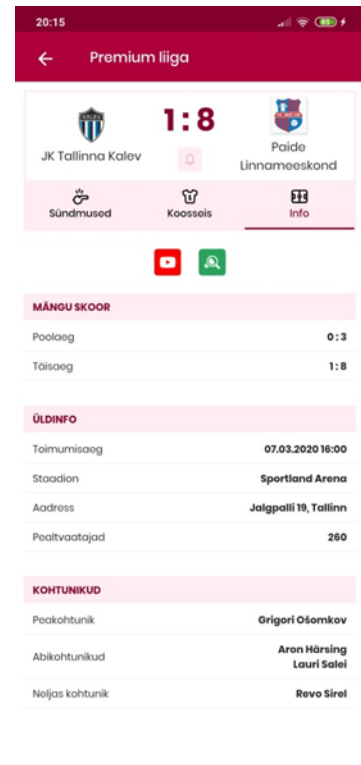 20:15
83
Premium liiga
KALEV
1:8
JK Tallinna Kalev
Paide
Linnameeskond
Sündmused
Koosseis
Info
MÄNGU SKOOR
Poolaeg 0:3
Täisaeg 1:8
ÜLDINFO
Toimumisaeg 07.03.2020 16:00
Staadion Sportland Arena
Aadress Jalgpalli 19, Tallinn
Pealtvaatajad 260
KOHTUNIKUD
Peakohtunik Grigori Ošomkov
Abikohtunikud Aron Härsing
Lauri Salei
Neljas kohtunik Revo Sirel